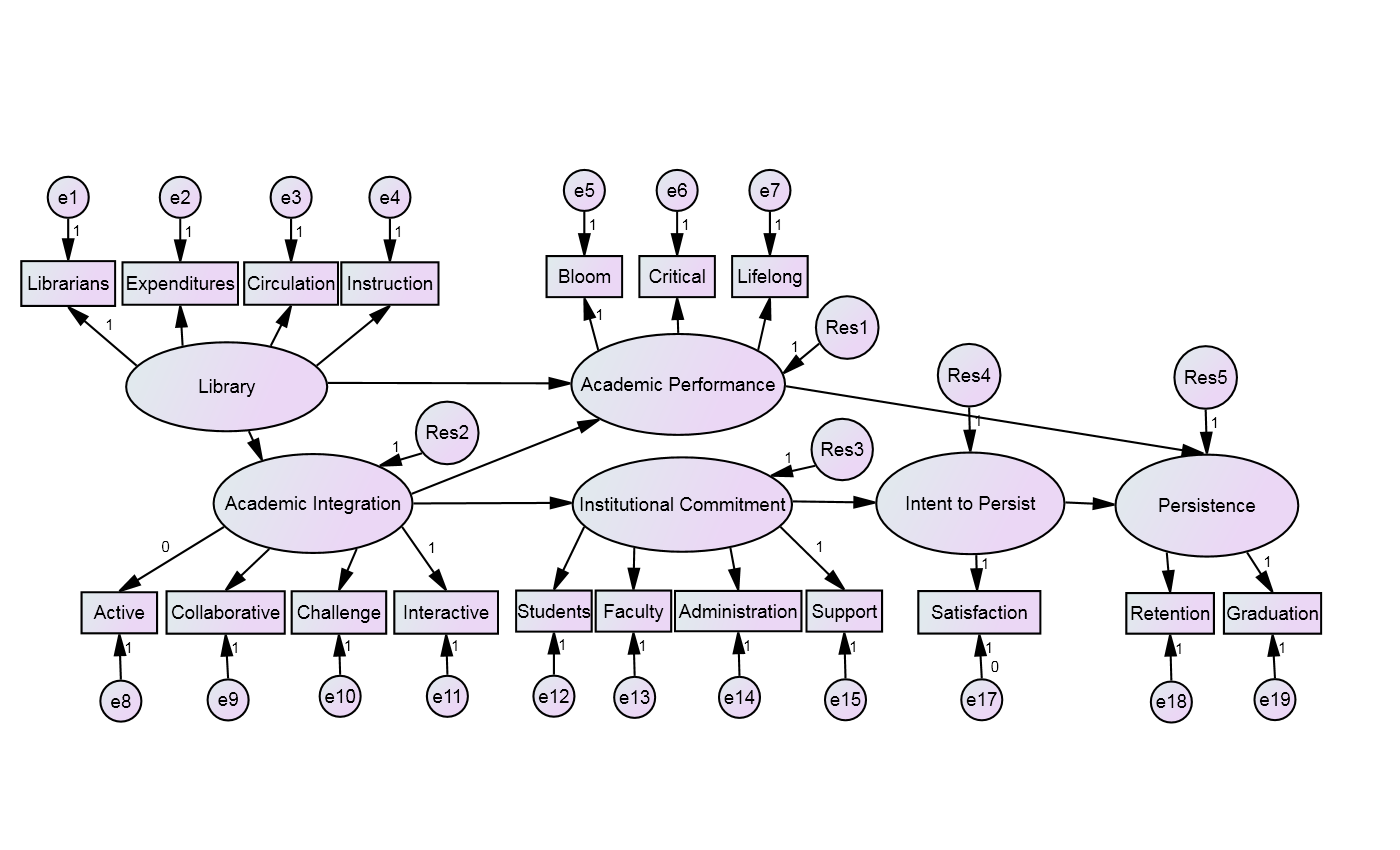 e1
e2
e3
e4
e5
e6
e7
1
1
1
1
1
1
1
Librarians
Expenditures
Circulation
Instruction
Bloom
Critical
Lifelong
1
1
Res1
1
Library
Academic Performance
Res4
1
Res5
1
Res2
1
Res3
1
Academic Integration
Institutional Commitment
Intent to Persist
Persistence
0
1
1
1
1
Active
Collaborative
Challenge
Interactive
Students
Faculty
Administration
Support
Satisfaction
Retention
Graduation
1
1
1
1
1
1
1
1
1
0
1
1
e8
e9
e10
e11
e12
e13
e14
e15
e17
e18
e19